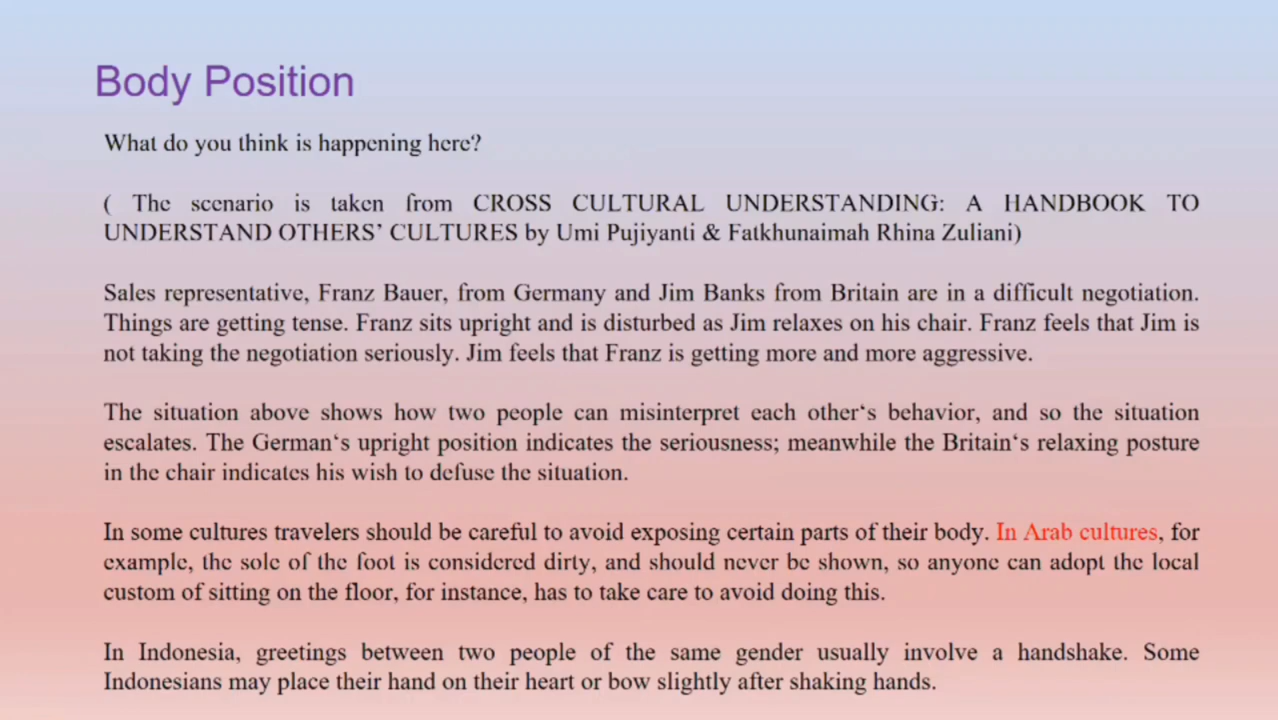 Body Position
What do you think is happening here?
( The scenario is taken from CROSS CULTURAL UNDERSTANDING: A HANDBOOK TO
UNDERSTAND OTHERS’ CULTURES by Umi Pujiyanti & Fatkhunaimah Rhina Zuliani)
Sales representative, Franz Bauer, from Germany and Jim Banks from Britain are in a difficult negotiation.
Things are getting tense. Franz sits upright and is disturbed as Jim relaxes on his chair. Franz feels that Jim is
not taking the negotiation seriously. Jim feels that Franz is getting more and more aggressive.
The situation above shows how two people can misinterpret each other‘s behavior, and so the situation
escalates. The German‘s upright position indicates the seriousness; meanwhile the Britain‘s relaxing posture
in the chair indicates his wish to defuse the situation.
In some cultures travelers should be careful to avoid exposing certain parts of their body. In Arab cultures, for
example, the sole of the foot is considered dirty, and should never be shown, so anyone can adopt the local
custom of sitting on the floor, for instance, has to take care to avoid doing this.
In Indonesia, greetings between two people of the same gender usually involve a handshake. Some
Indonesians may place their hand on their heart or bow slightly after shaking hands.